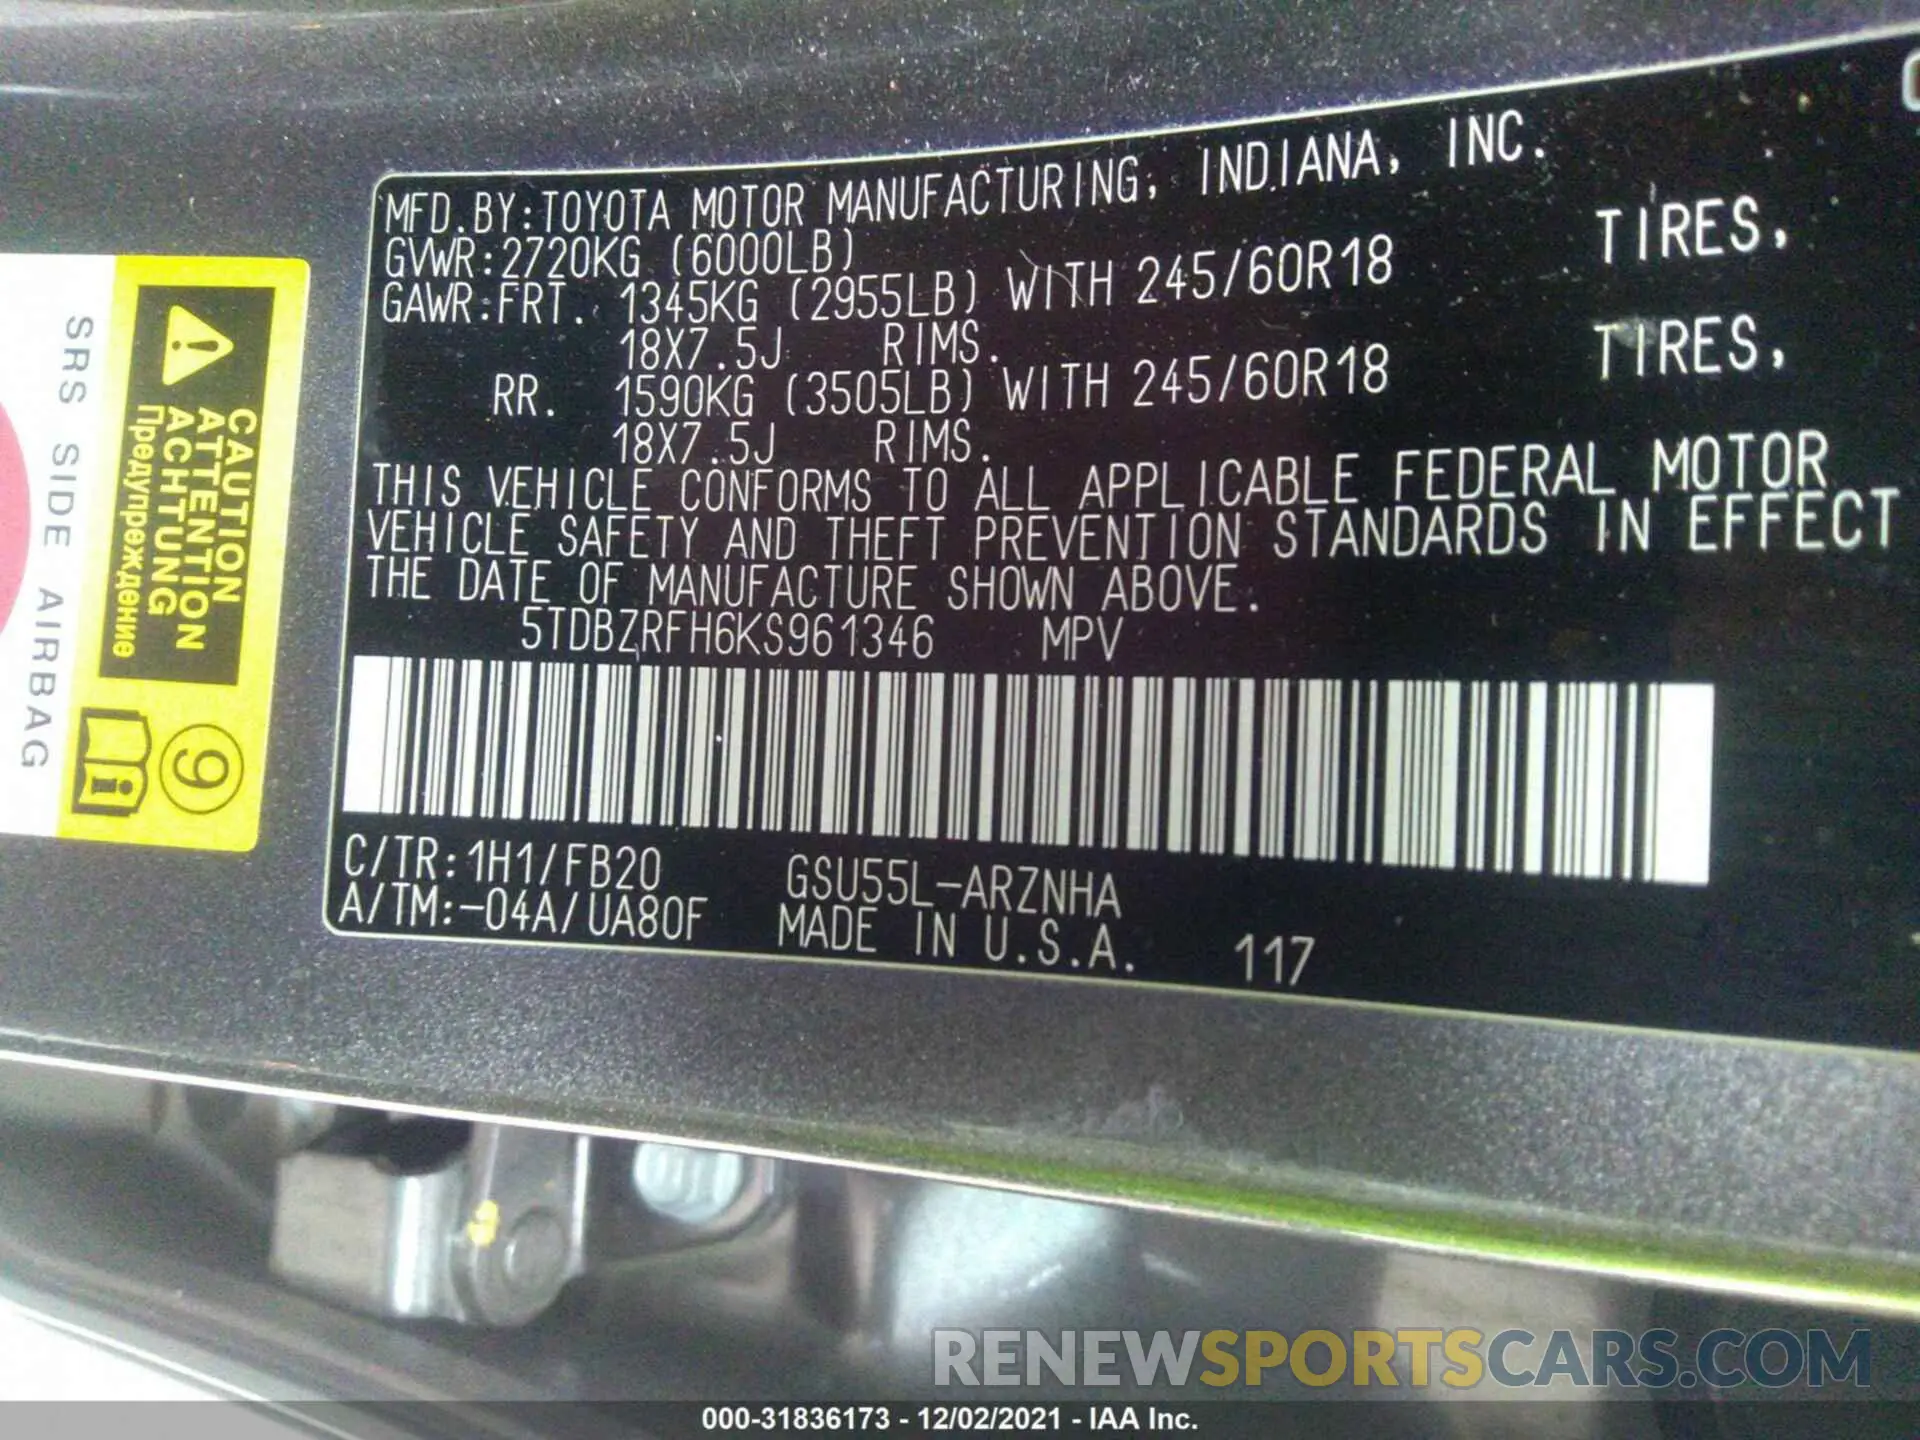 MFD.BY:TOYOTA MOTOR MANUFACTURING, INDIANA, INC.
GVWR:2720KG (6000LB)
GAWR:FRT. 1345KG (2955LB) WITH 245/60R18 TIRES,
18X7.5J RIMS.
RR. 1590KG (3505LB) WITH 245/60R18 TIRES,
18X7.5J RIMS.
THIS VEHICLE CONFORMS TO ALL APPLICABLE FEDERAL MOTOR
VEHICLE SAFETY AND THEFT PREVENTION STANDARDS IN EFFECT
THE DATE OF MANUFACTURE SHOWN ABOVE.
5TDBZRFH6KS961346 MPV
C/TR:1H1/FB20 GSU55L-ARZNHA
A/TM:-04A/UA80F MADE IN U.S.A. 117
SRS SIDE AIRBAG
CAUTION
ATTENTION
ACHTUNG
Предупреждение
9
RENEWSPORTSCARS.COM
000-31836173 - 12/02/2021 - IAA Inc.